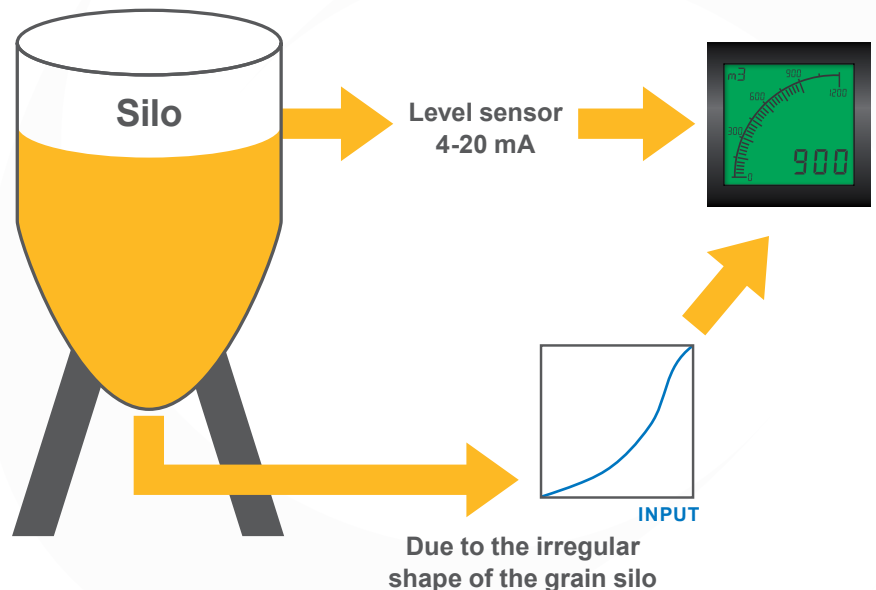 Silo
Level sensor
4-20 mA
m3
0
300
600
900
1200
900
INPUT
Due to the irregular
shape of the grain silo